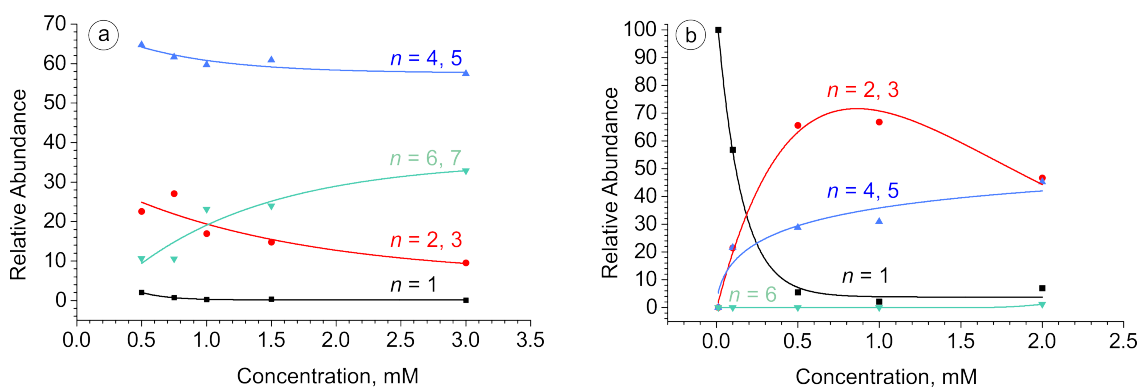 a
70
60
50
40
30
20
10
0
Relative Abundance
n = 4, 5
n = 6, 7
n = 2, 3
n = 1
0.0 0.5 1.0 1.5 2.0 2.5 3.0 3.5
Concentration, mM
b
100
90
80
70
60
50
40
30
20
10
0
Relative Abundance
n = 2, 3
n = 4, 5
n = 1
n = 6
0.0 0.5 1.0 1.5 2.0 2.5
Concentration, mM